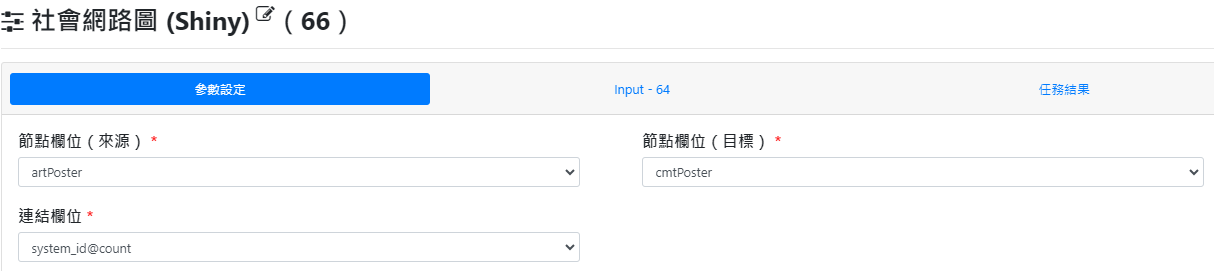 社會網路圖 (Shiny) ( 66 )
參數設定 Input - 64 任務結果
節點欄位 ( 來源 ) * 節點欄位 ( 目標 ) *
artPoster cmtPoster
連結欄位 *
system_id@count